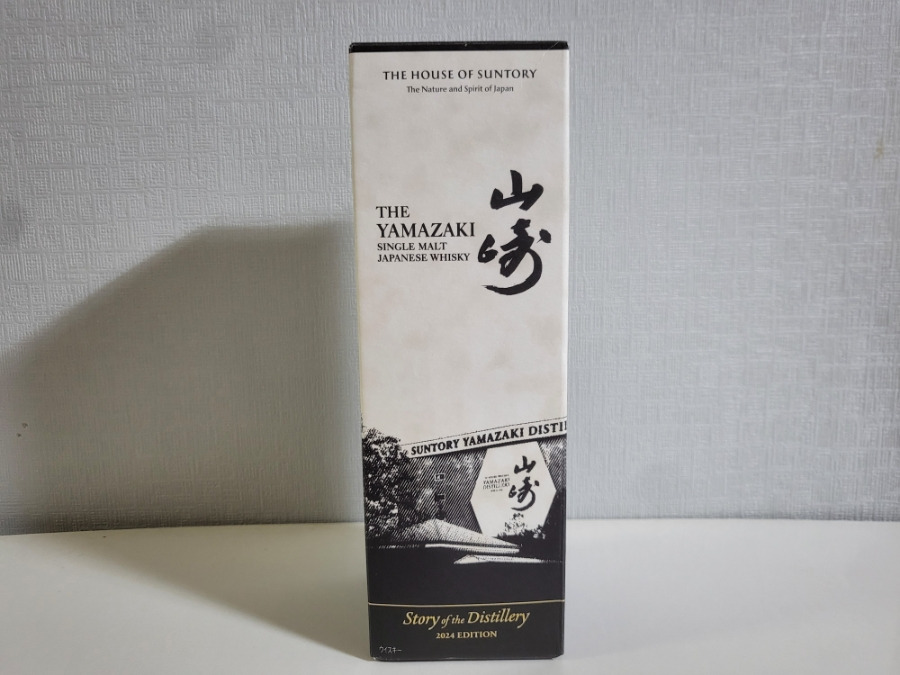 THE HOUSE OF SUNTORY
The Nature and Spirit of Japan
山崎
THE
YAMAZAKI
SINGLE MALT
JAPANESE WHISKY
SUNTORY YAMAZAKI DISTI
YAMAZAKI
DISTILLERY
山崎
Story of the Distillery
2024 EDITION
ウイスキー